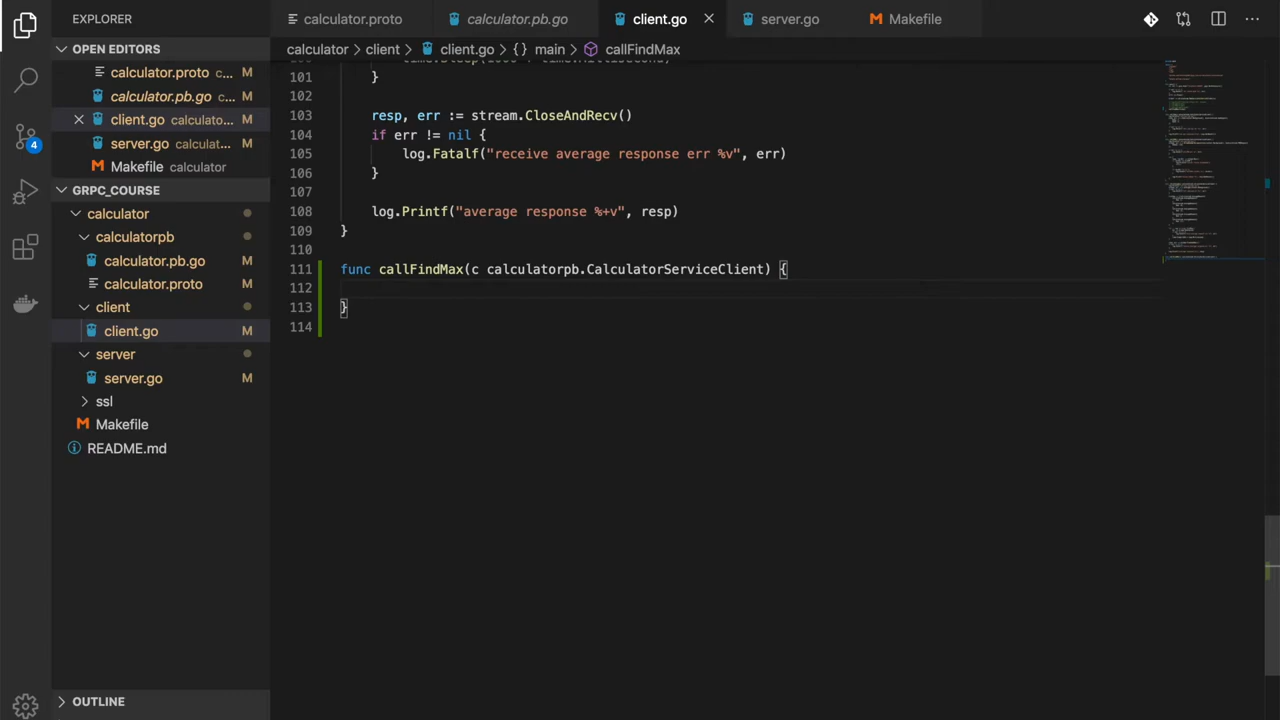 EXPLORER
OPEN EDITORS
calculator.proto c... M
calculator.pb.go c... M
client.go calculato... M
server.go calculat... M
Makefile calculator
GRPC_COURSE
calculator
calculatorpb
calculator.pb.go M
calculator.proto M
client
client.go M
server
server.go M
ssl
Makefile
README.md
OUTLINE
4
calculator.proto
calculator.pb.go
client.go
server.go
Makefile
calculator > client > client.go > {} main > callFindMax
101 }
102
103 resp, err := stream.CloseAndRecv()
104 if err != nil {
105 log.Fatalf("receive average response err %v", err)
106 }
107
108 log.Printf("average response %+v", resp)
109 }
110
111 func callFindMax(c calculatorpb.CalculatorServiceClient) {
112
113 }
114